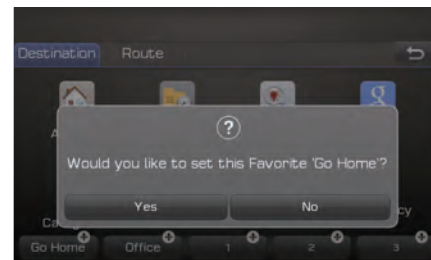 Destination Route
Would you like to set this Favorite 'Go Home'?
Yes No
Go Home Office 1 2 3